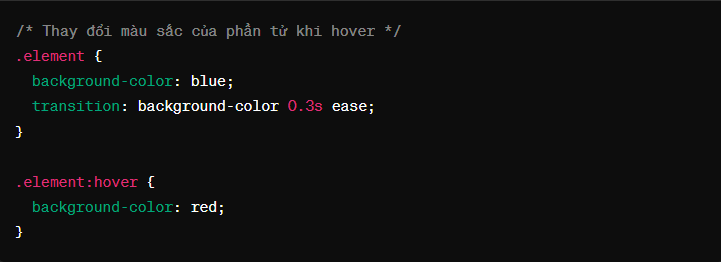 /* Thay đổi màu sắc của phần tử khi hover */
.element {
  background-color: blue;
  transition: background-color 0.3s ease;
}

.element:hover {
  background-color: red;
}